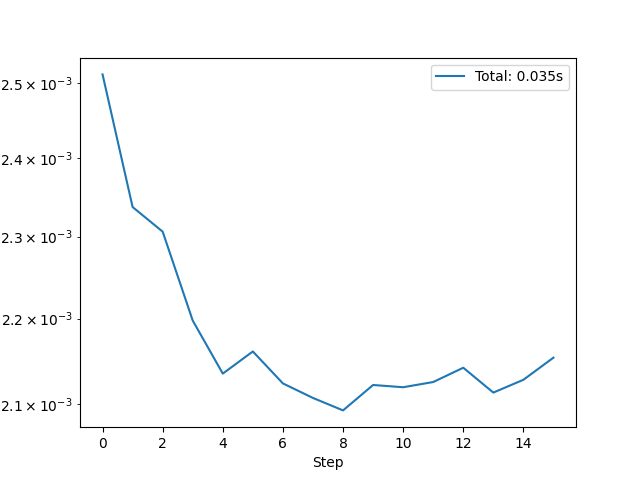 Total: 0.035s
2.5 × 10⁻³
2.4 × 10⁻³
2.3 × 10⁻³
2.2 × 10⁻³
2.1 × 10⁻³
0 2 4 6 8 10 12 14
Step